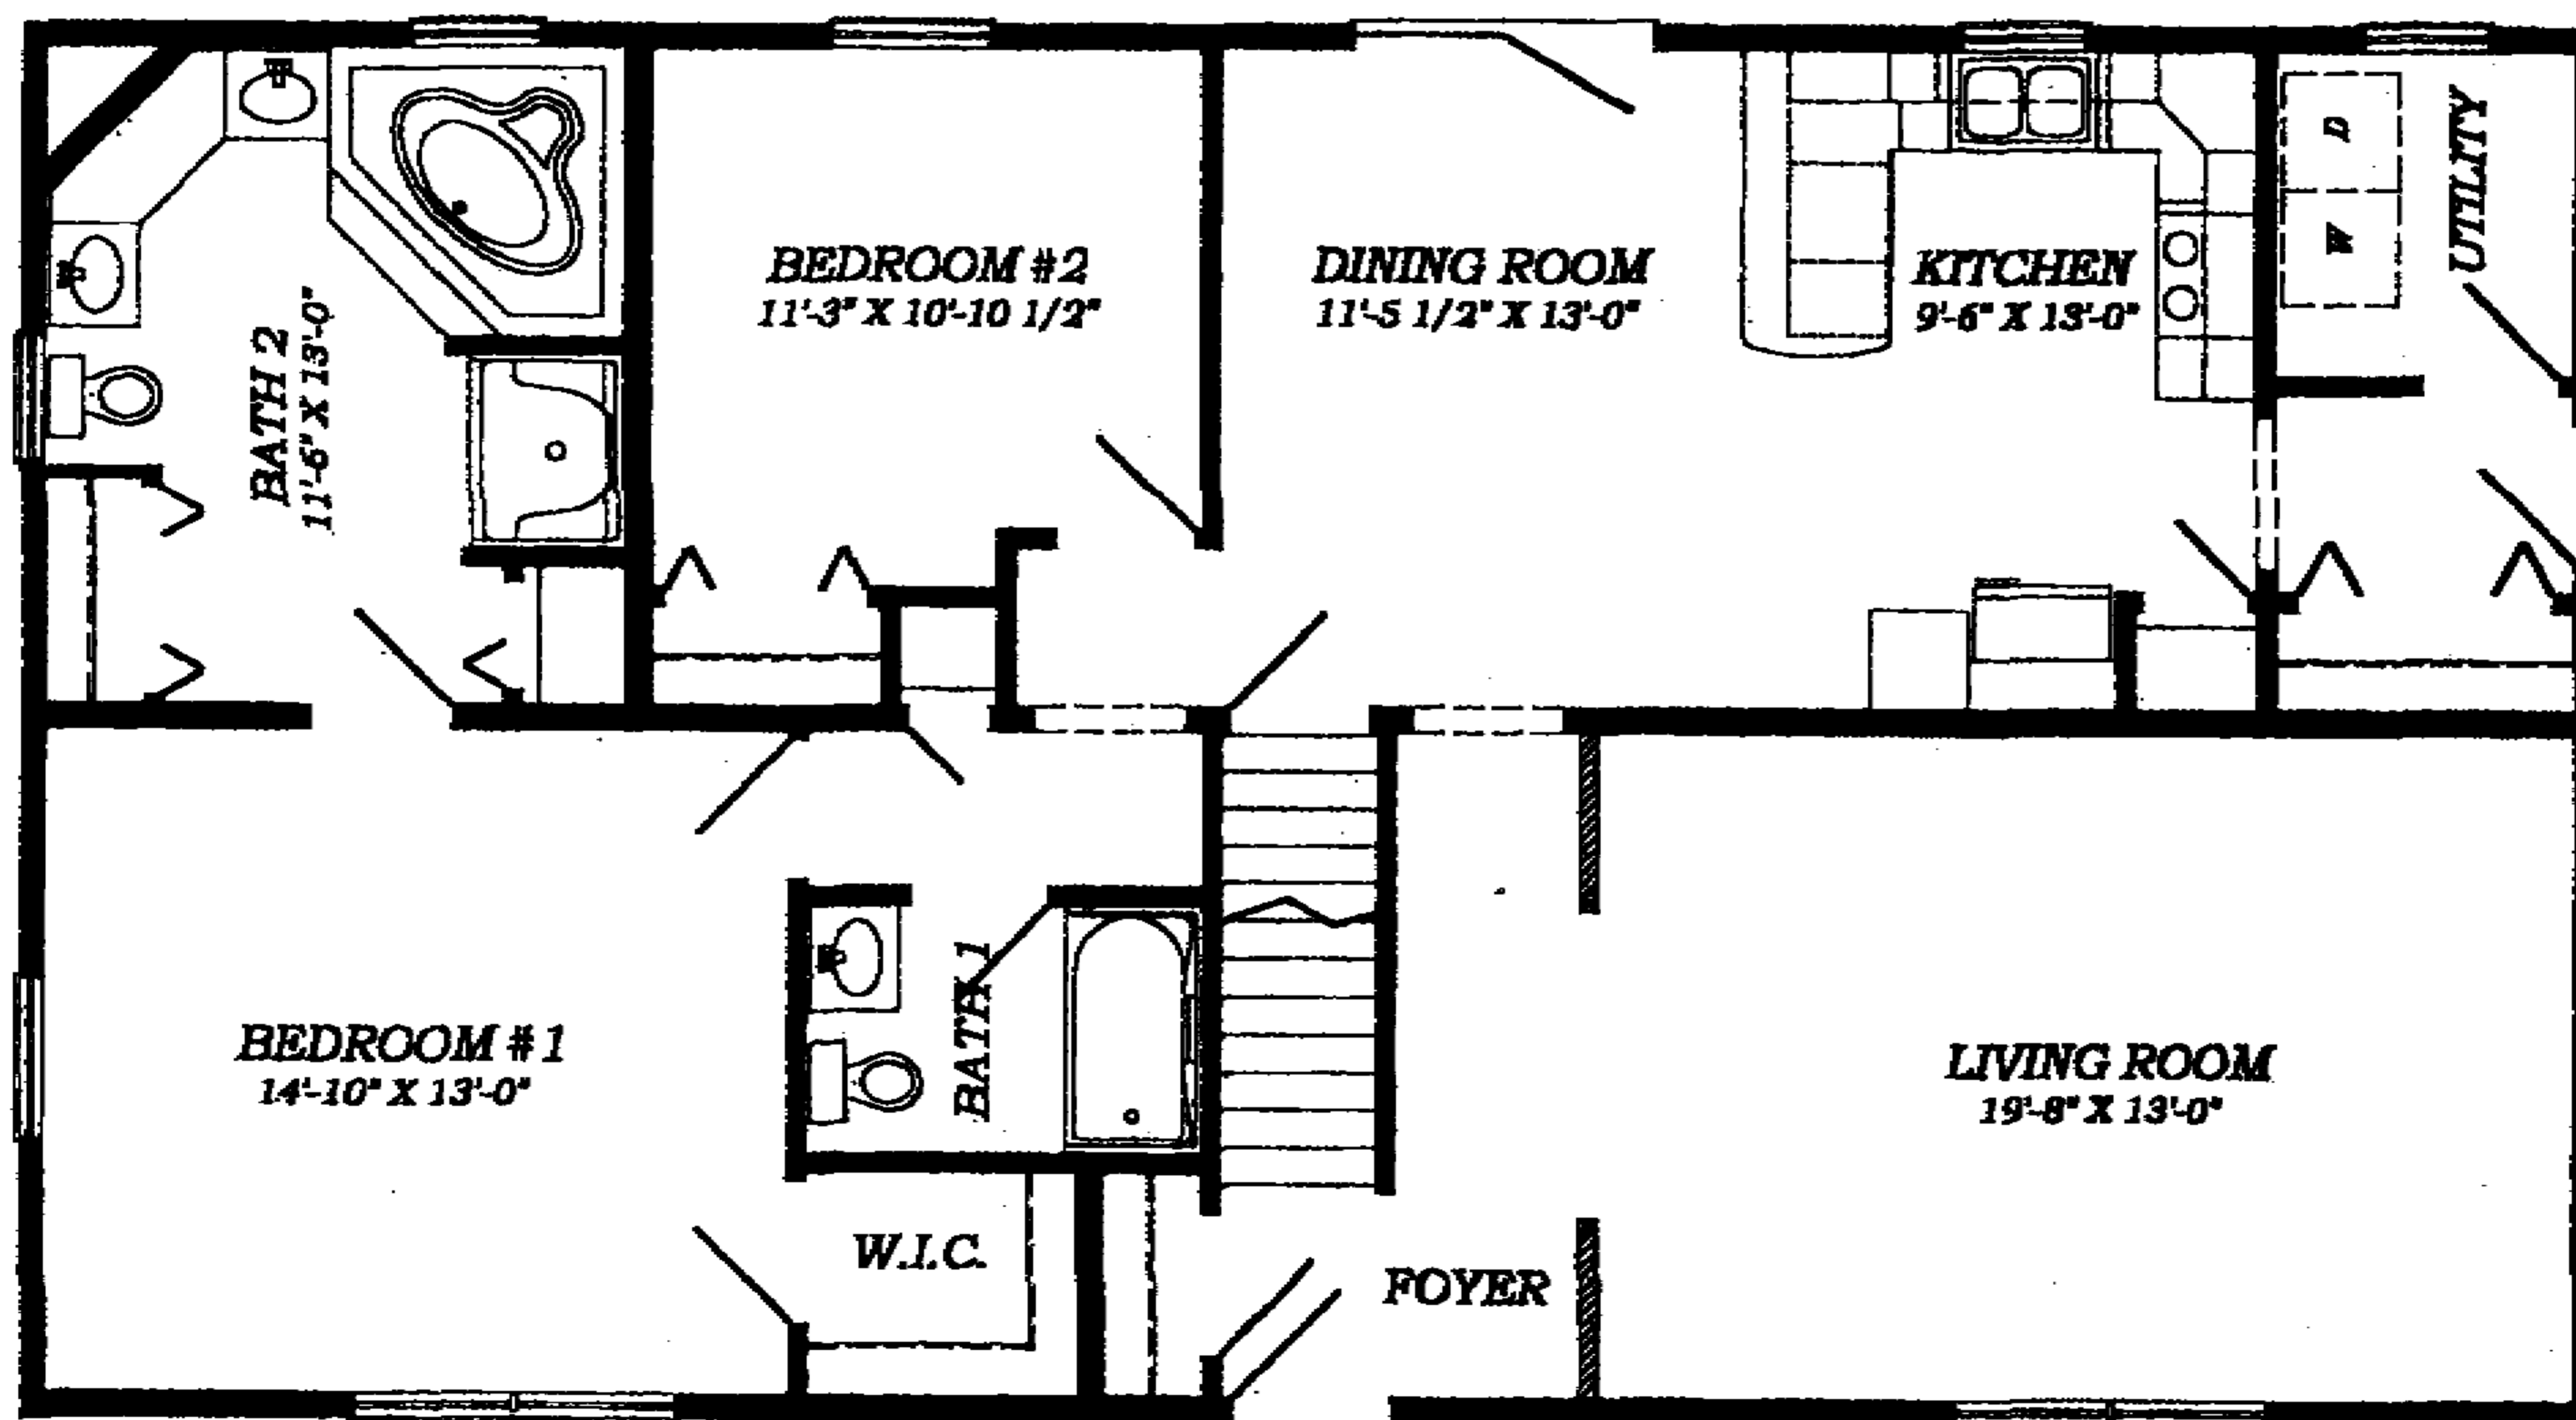 BEDROOM #2
11'-3" X 10'-10 1/2"
DINING ROOM
11'-5 1/2" X 13'-0"
KITCHEN
9'-6" X 13'-0"
D
W
UTILITY
BATH 2
11'-6" X 13'-0"
BEDROOM #1
14'-10" X 13'-0"
BATH 1
LIVING ROOM
19'-8" X 13'-0"
W.I.C.
FOYER